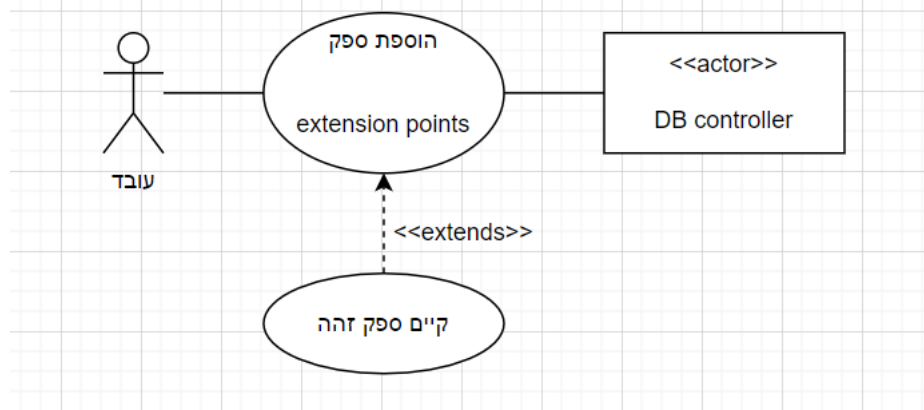 הוספת ספק
extension points
עובד
<<actor>>
DB controller
<<extends>>
קיים ספק זהה